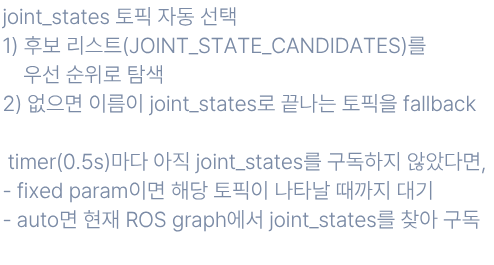 joint_states 토픽 자동 선택
1) 후보 리스트(JOINT_STATE_CANDIDATES)를
우선 순위로 탐색
2) 없으면 이름이 joint_states로 끝나는 토픽을 fallback
timer(0.5s)마다 아직 joint_states를 구독하지 않았다면,
- fixed param이면 해당 토픽이 나타날 때까지 대기
- auto면 현재 ROS graph에서 joint_states를 찾아 구독